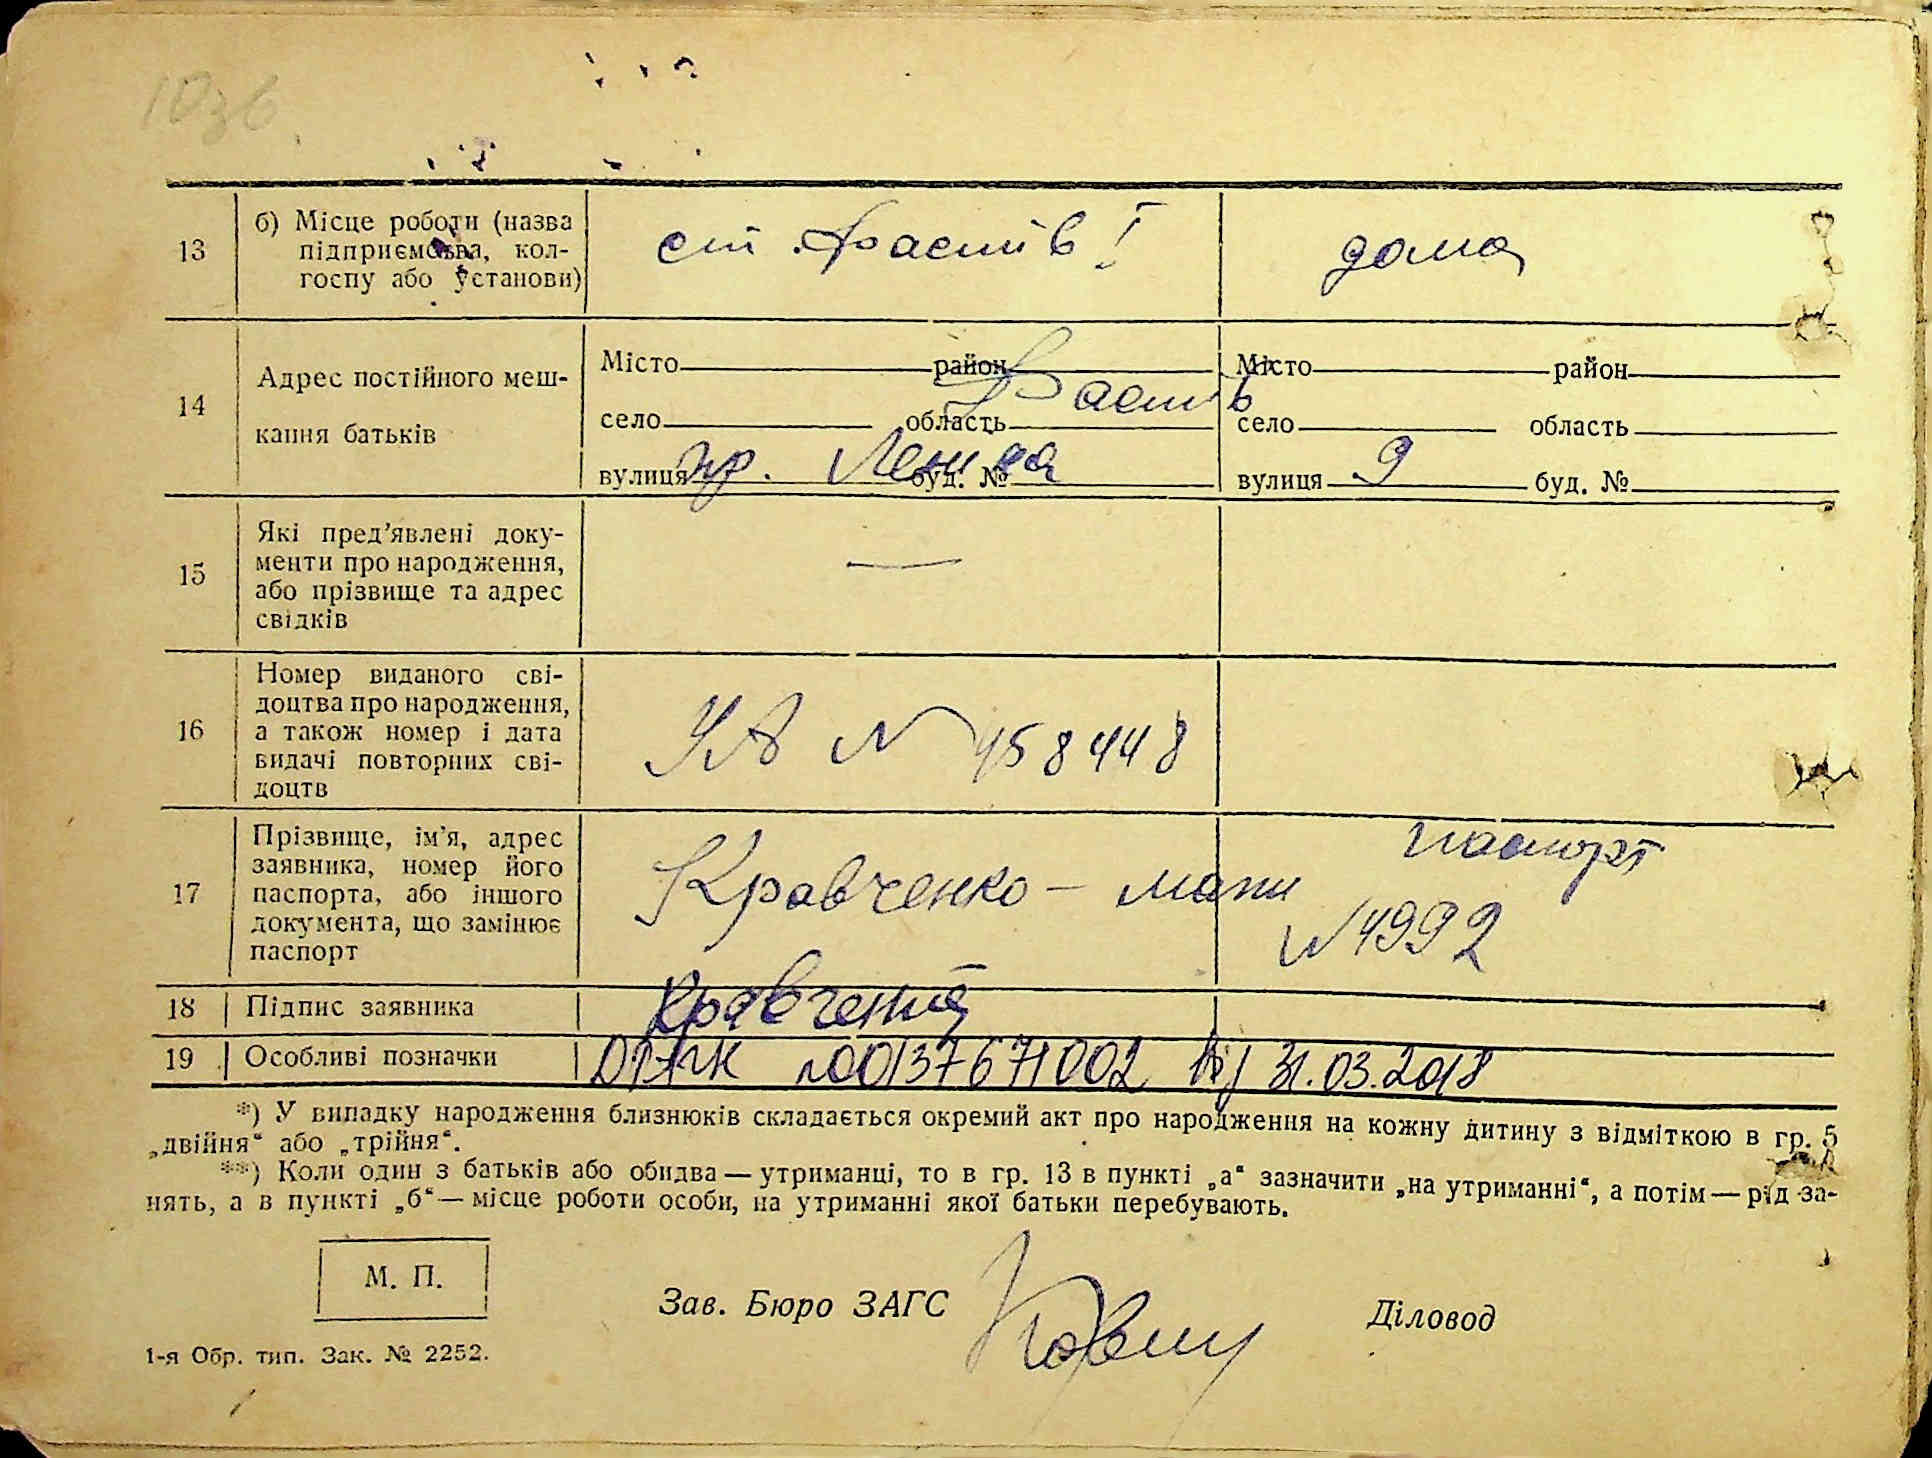 103б
13
б) Місце роботи (назва
підприємства, кол-
госпу або установи)
ст. Фастів I
дома
14
Адрес постійного меш-
кання батьків
Місто район
село область
Фастів
вулиця пр. Леніна буд. №
Місто район
село область
вулиця 9 буд. №
15
Які пред’явлені доку-
менти про народження,
або прізвище та адрес
свідків
—
16
Номер виданого сві-
доцтва про народження,
а також номер і дата
видачі повторних сві-
доцтв
УА N 458448
17
Прізвище, ім’я, адрес
заявника, номер його
паспорта, або іншого
документа, що замінює
паспорт
Кравченко – мати
паспорт
N 4992
18 Підпис заявника
Кравченко
19 Особливі позначки
ДРАЦС 00137671002 від 31.03.2018
*) У випадку народження близнюків складається окремий акт про народження на кожну дитину з відміткою в гр. 5
„двійня“ або „трійня“.
**) Коли один з батьків або обидва — утриманці, то в гр. 13 в пункті „а“ зазначити „на утриманні“, а потім — рід за-
нять, а в пункті „б“ — місце роботи особи, на утриманні якої батьки перебувають.
М. П.
Зав. Бюро ЗАГС
Діловод
1-я Обр. тип. Зак. № 2252.